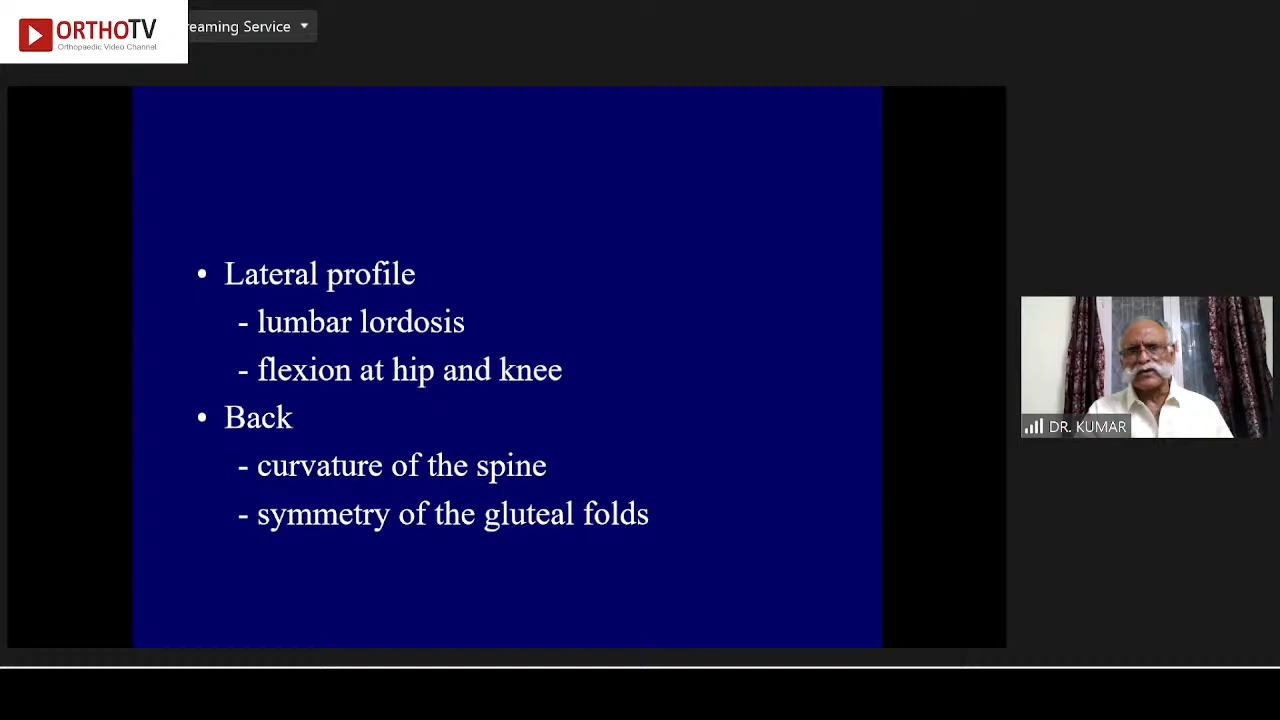 ORTHOTV
Orthopaedic Video Channel
reaming Service
• Lateral profile
- lumbar lordosis
- flexion at hip and knee
• Back
- curvature of the spine
- symmetry of the gluteal folds
DR. KUMAR